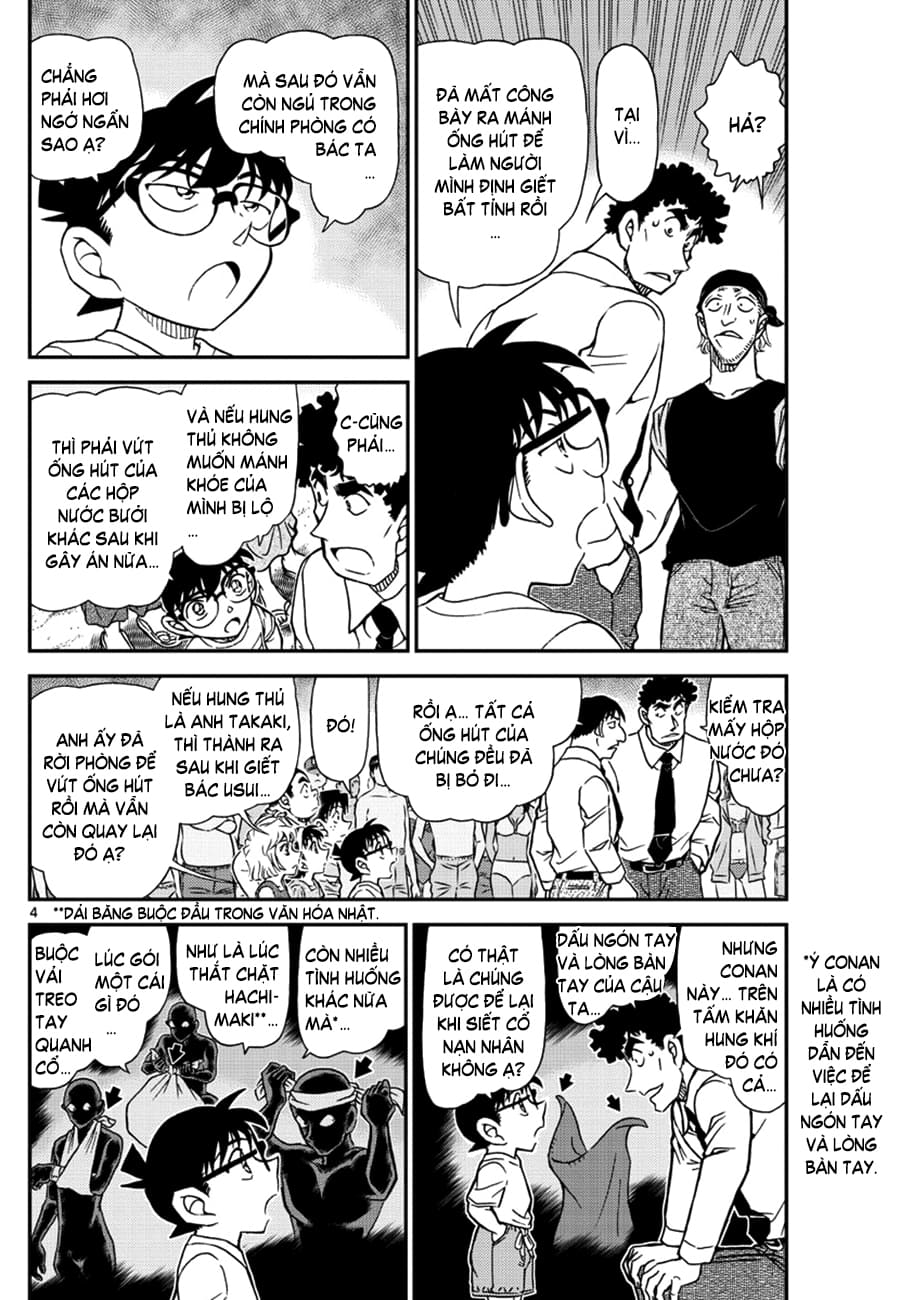 HẢ?
TẠI
VÌ...
ĐÃ MẤT CÔNG
BÀY RA MÁNH
ỐNG HÚT ĐỂ
LÀM NGƯỜI
MÌNH ĐỊNH GIẾT
BẤT TỈNH RỒI
...
MÀ SAU ĐÓ VẪN
CÒN NGỦ TRONG
CHÍNH PHÒNG CÓ
BÁC TA
...
CHẲNG
PHẢI HƠI
NGỚ NGẨN
SAO Ạ?
C-CŨNG
PHẢI...
VÀ NẾU HUNG
THỦ KHÔNG
MUỐN MÁNH
KHÓE CỦA
MÌNH BỊ LỘ
...
THÌ PHẢI VỨT
ỐNG HÚT CỦA
CÁC HỘP
NƯỚC BƯỞI
KHÁC SAU KHI
GÂY ÁN NỮA...
KIỂM TRA
MẤY HỘP
NƯỚC ĐÓ
CHƯA?
RỒI Ạ... TẤT CẢ
ỐNG HÚT CỦA
CHÚNG ĐỀU ĐÃ
BỊ BỎ ĐI...
ĐÓ!
NẾU HUNG THỦ
LÀ ANH TAKAKI,
THÌ THÀNH RA
SAU KHI GIẾT
BÁC USUI...
ANH ẤY ĐÃ
RỜI PHÒNG ĐỂ
VỨT ỐNG HÚT
RỒI MÀ VẪN
CÒN QUAY LẠI
ĐÓ Ạ?
4
**DẢI BĂNG BUỘC ĐẦU TRONG VĂN HÓA NHẬT.
NHƯNG
CONAN
NÀY... TRÊN
TẤM KHĂN
HUNG KHÍ
ĐÓ CÓ
CẢ...
DẤU NGÓN TAY
VÀ LÒNG BÀN
TAY CỦA CẬU
TA...
CÓ THẬT
LÀ CHÚNG
ĐƯỢC ĐỂ LẠI
KHI SIẾT CỔ
NẠN NHÂN
KHÔNG Ạ?
CÒN NHIỀU
TÌNH HUỐNG
KHÁC NỮA
MÀ*...
NHƯ LÀ LÚC
THẮT CHẶT
HACHI-
MAKI**...
LÚC GÓI
MỘT CÁI
GÌ ĐÓ
...
BUỘC
VẢI
TREO
TAY
QUANH
CỔ...
*Ý CONAN
LÀ CÓ
NHIỀU TÌNH
HUỐNG
DẪN ĐẾN
VIỆC ĐỂ
LẠI DẤU
NGÓN TAY
VÀ LÒNG
BÀN TAY.